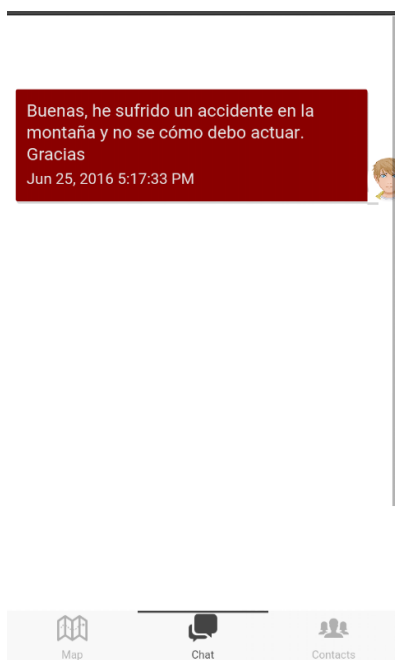 Buenas, he sufrido un accidente en la
montaña y no se cómo debo actuar.
Gracias
Jun 25, 2016 5:17:33 PM
Map
Chat
Contacts